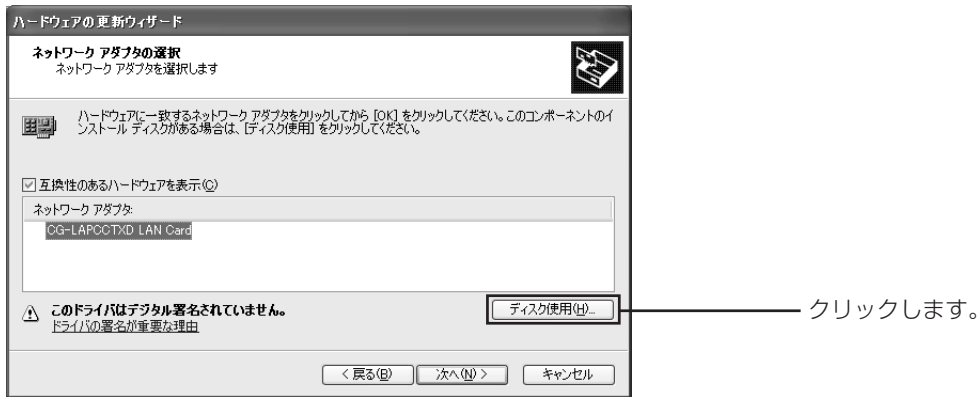 ハードウェアの更新ウィザード
ネットワーク アダプタの選択
ネットワーク アダプタを選択します
ハードウェアに一致するネットワーク アダプタをクリックしてから [OK] をクリックしてください。このコンポーネントのイ
ンストール ディスクがある場合は、[ディスク使用] をクリックしてください。
互換性のあるハードウェアを表示(C)
ネットワーク アダプタ:
CG-LAPCCTXD LAN Card
このドライバはデジタル署名されていません。
ディスク使用(H)...
クリックします。
ドライバの署名が重要な理由
< 戻る(B)
次へ(N) >
キャンセル